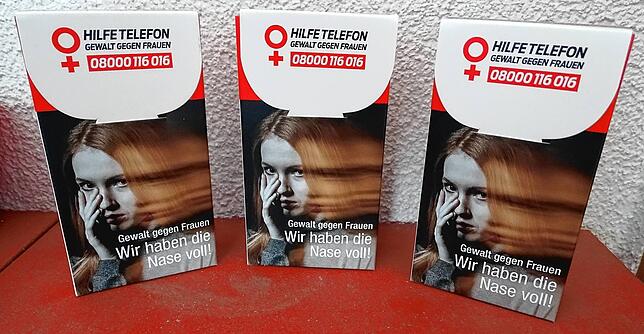 HILFE TELEFON
GEWALT GEGEN FRAUEN
08000 116 016
Gewalt gegen Frauen
Wir haben die
Nase voll!
HILFE TELEFON
GEWALT GEGEN FRAUEN
08000 116 016
Gewalt gegen Frauen
Wir haben die
Nase voll!
HILFE TELEFON
GEWALT GEGEN FRAUEN
08000 116 016
Gewalt gegen Frauen
Wir haben die
Nase voll!